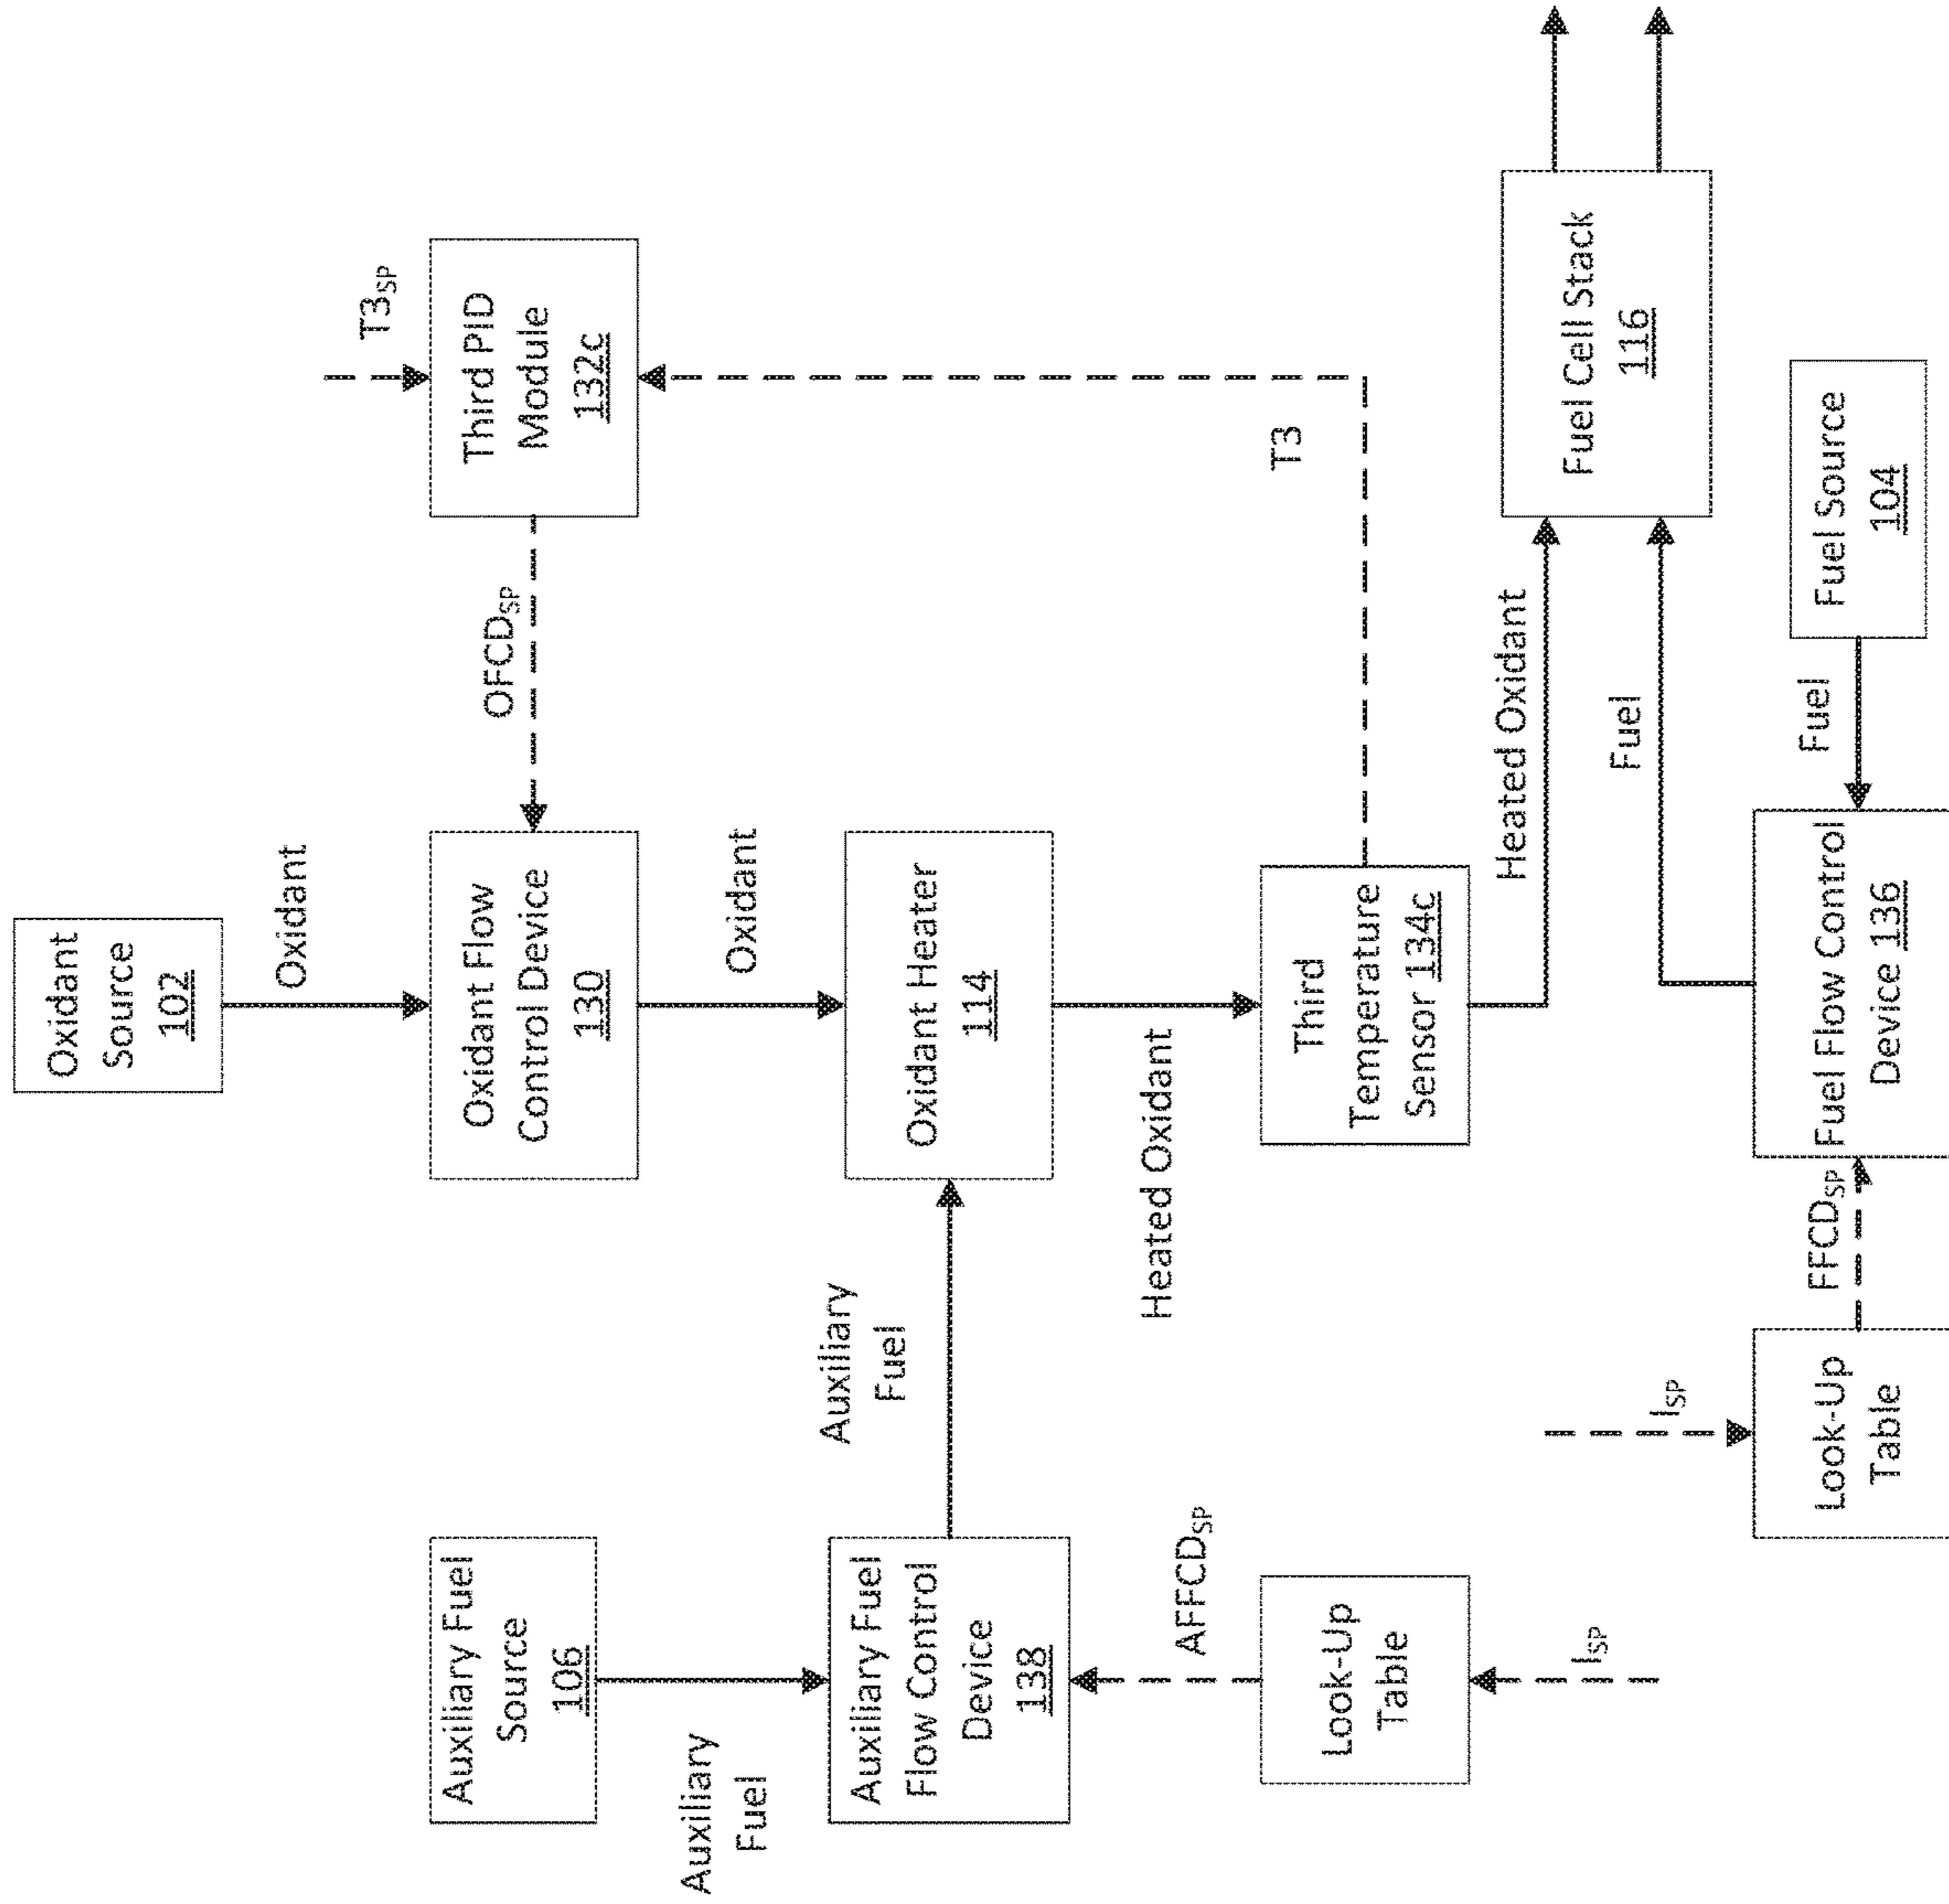 Oxidant
Source
102
Oxidant
T3SP
Oxidant Flow
Control Device
130
OFCDSP
Third PID
Module
132c
Auxiliary Fuel
Source
106
Oxidant
Auxiliary
Fuel
Auxiliary Fuel
Flow Control
Device
138
Auxiliary
Fuel
Oxidant Heater
114
Heated Oxidant
T3
AFFCDSP
Look-Up
Table
ISP
Third
Temperature
Sensor 134c
Heated Oxidant
Fuel
Fuel Cell Stack
116
ISP
Look-Up
Table
FFCDSP
Fuel Flow Control
Device 136
Fuel
Fuel Source
104